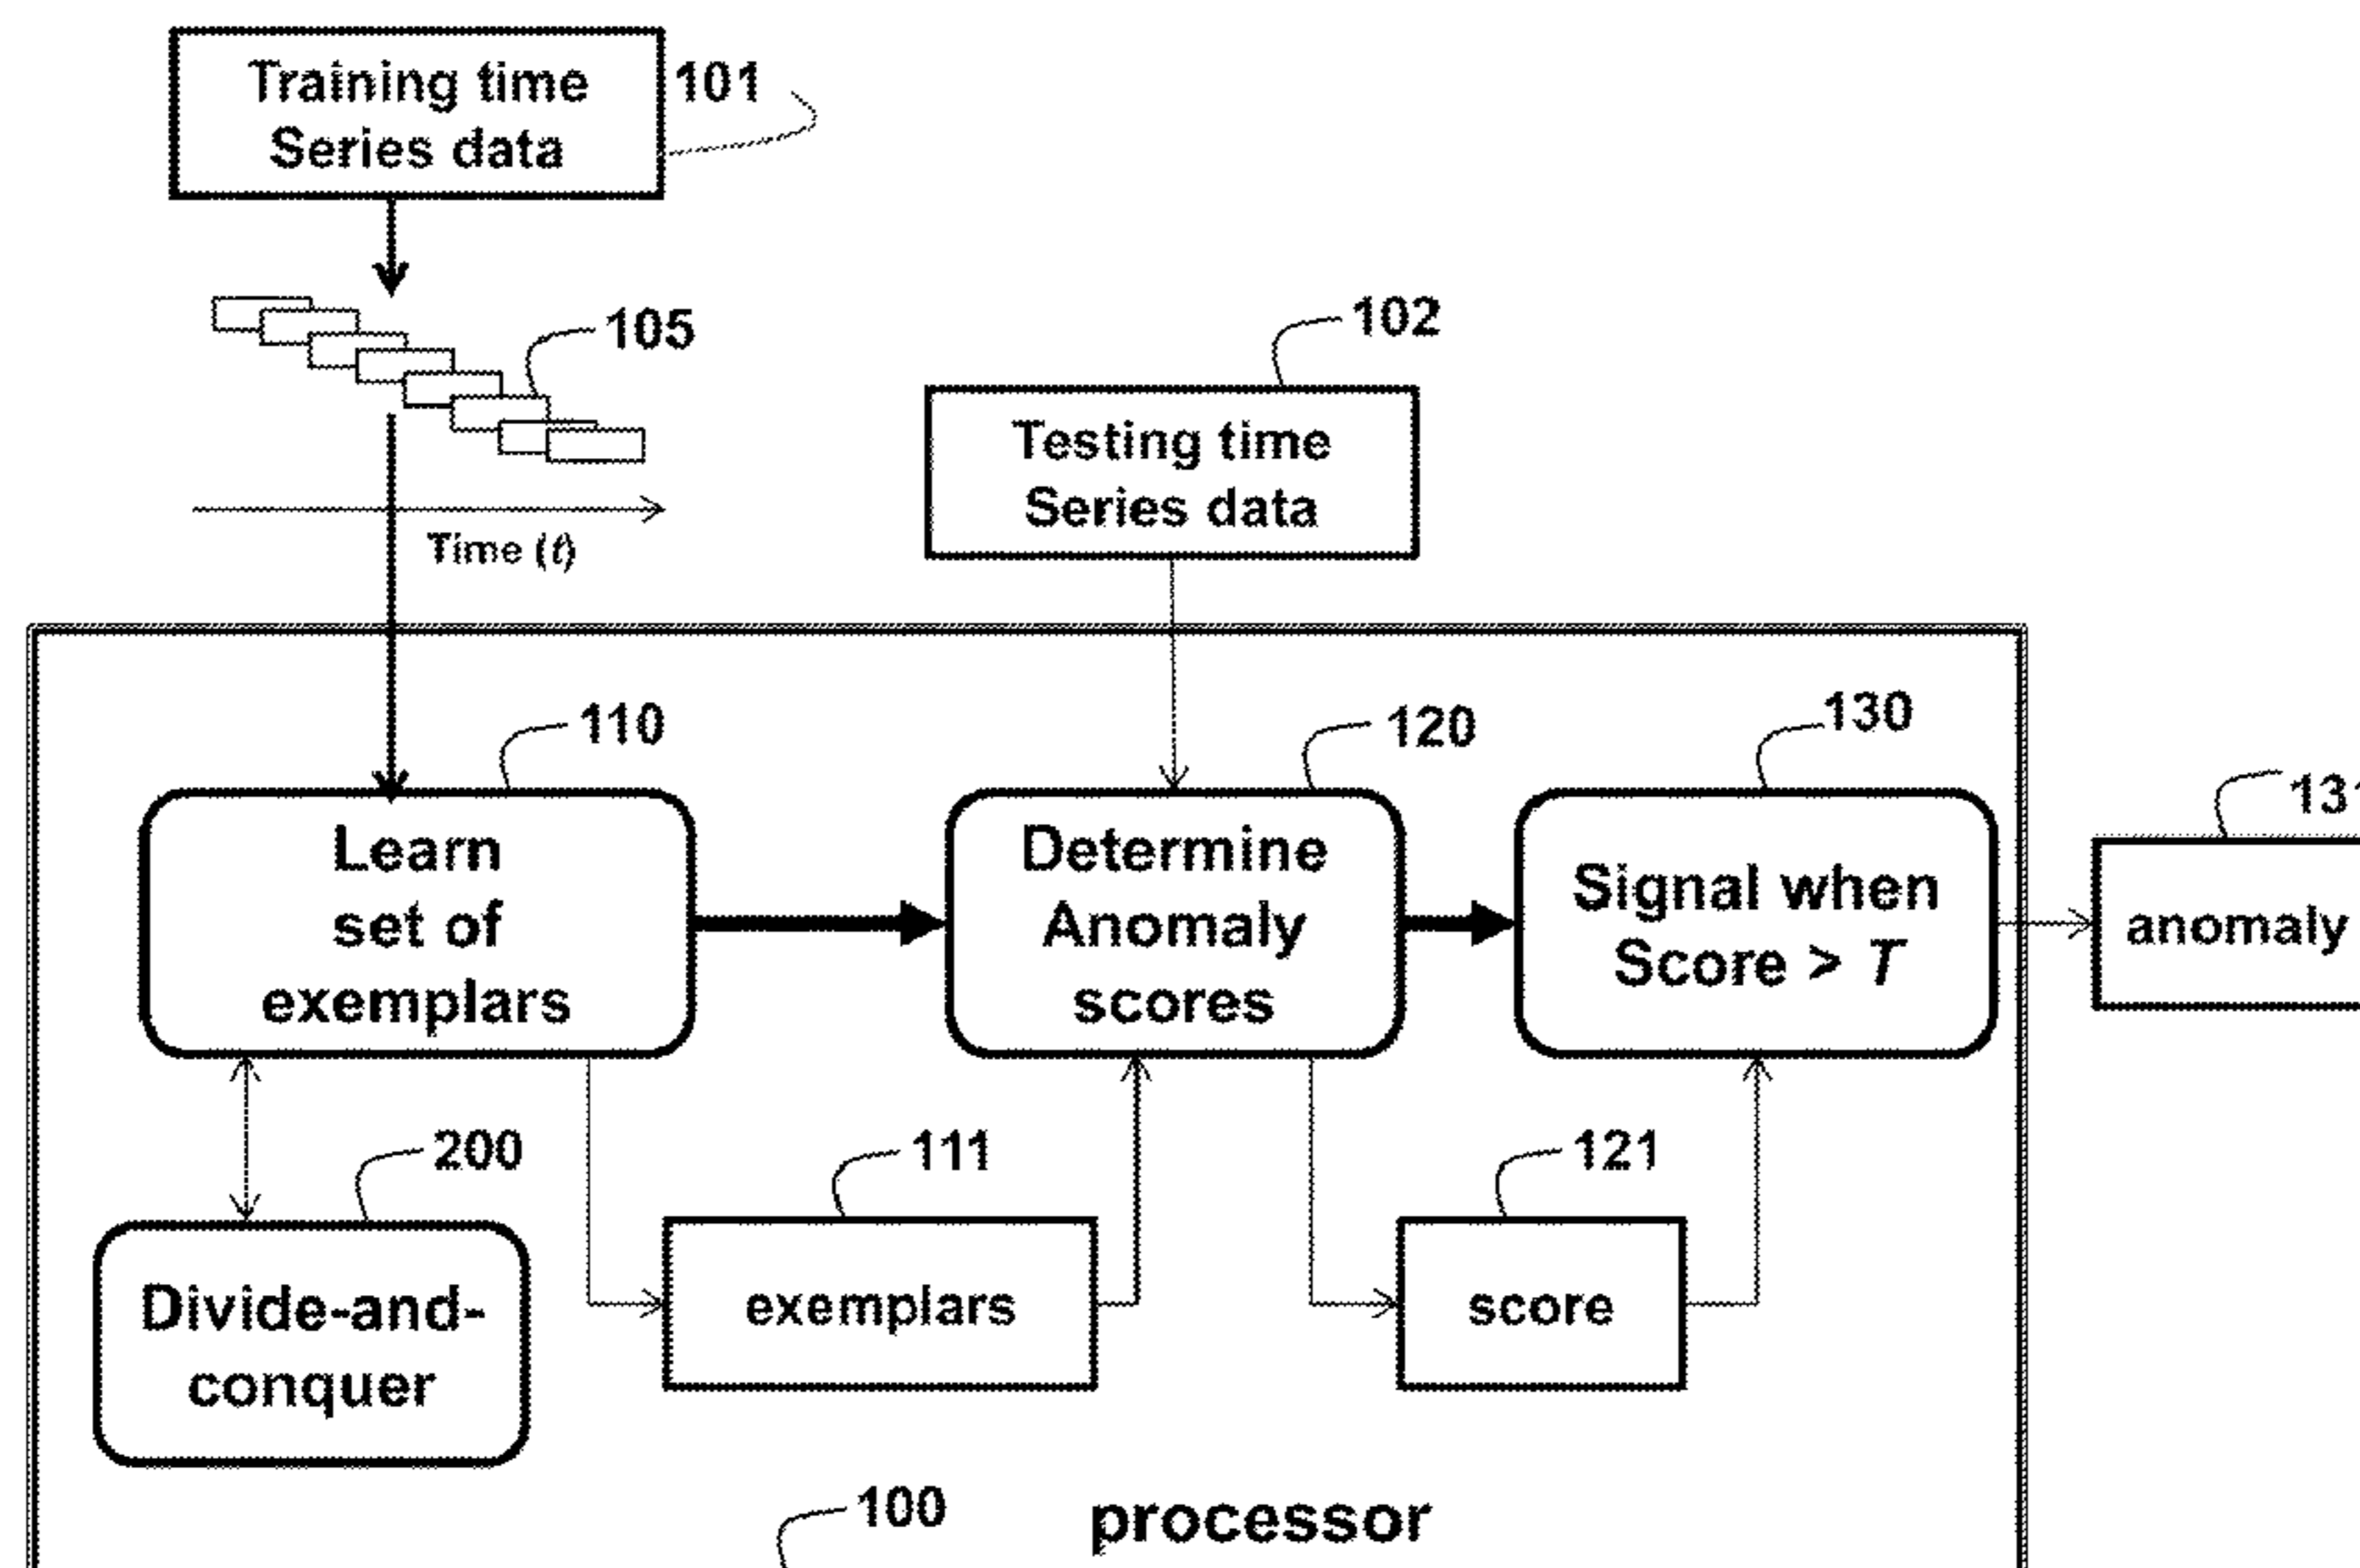 Training time
Series data
101
105
102
Testing time
Series data
Time (t)
110
120
130
131
Learn
set of
exemplars
Determine
Anomaly
scores
Signal when
Score > T
anomaly
200
111
121
Divide-and-
conquer
exemplars
score
100
processor